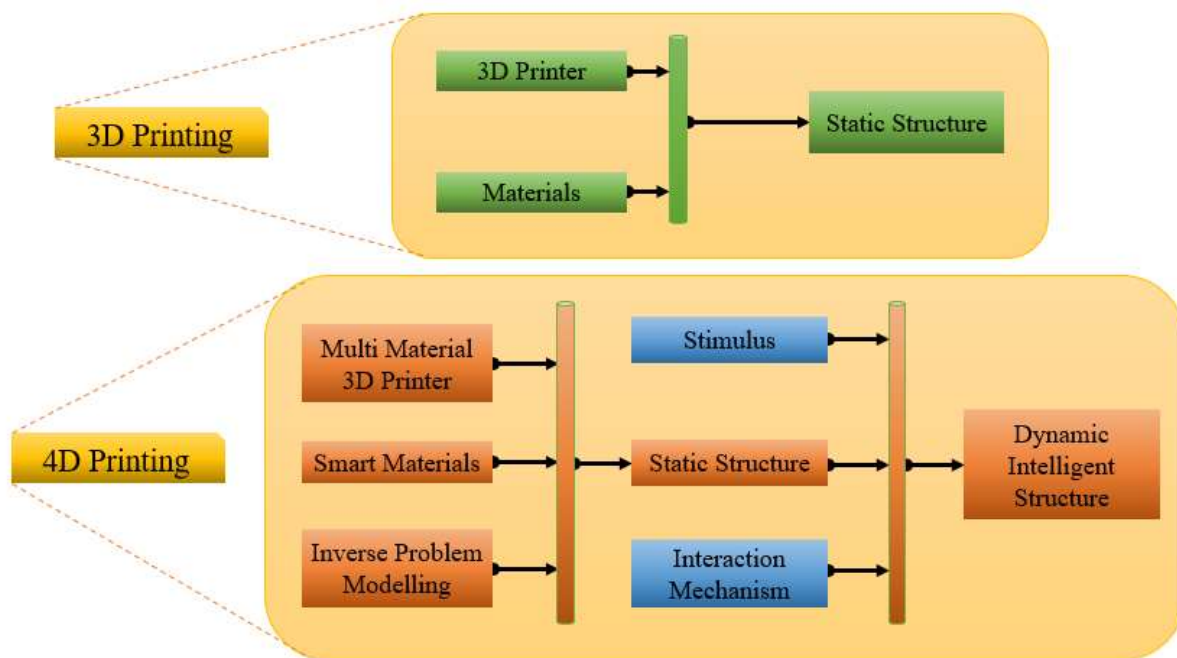 3D Printing
3D Printer
Materials
Static Structure
4D Printing
Multi Material
3D Printer
Smart Materials
Inverse Problem
Modelling
Stimulus
Static Structure
Interaction
Mechanism
Dynamic
Intelligent
Structure